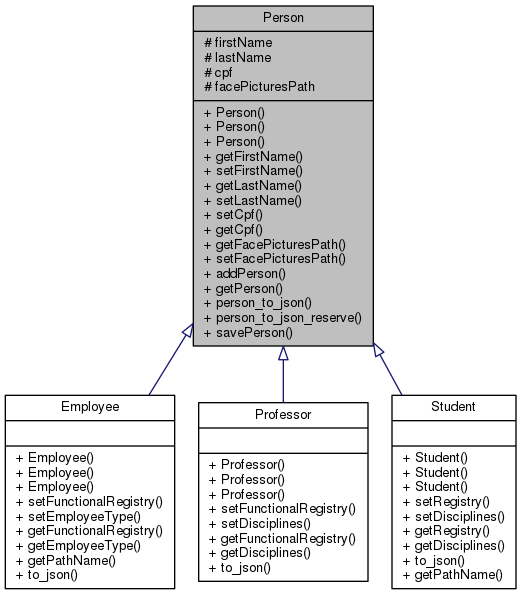 Person
# firstName
# lastName
# cpf
# facePicturesPath
+ Person()
+ Person()
+ Person()
+ getFirstName()
+ setFirstName()
+ getLastName()
+ setLastName()
+ setCpf()
+ getCpf()
+ getFacePicturesPath()
+ setFacePicturesPath()
+ addPerson()
+ getPerson()
+ person_to_json()
+ person_to_json_reserve()
+ savePerson()
Employee
+ Employee()
+ Employee()
+ Employee()
+ setFunctionalRegistry()
+ setEmployeeType()
+ getFunctionalRegistry()
+ getEmployeeType()
+ getPathName()
+ to_json()
Professor
+ Professor()
+ Professor()
+ Professor()
+ setFunctionalRegistry()
+ setDisciplines()
+ getFunctionalRegistry()
+ getDisciplines()
+ to_json()
Student
+ Student()
+ Student()
+ Student()
+ setRegistry()
+ setDisciplines()
+ getRegistry()
+ getDisciplines()
+ to_json()
+ getPathName()